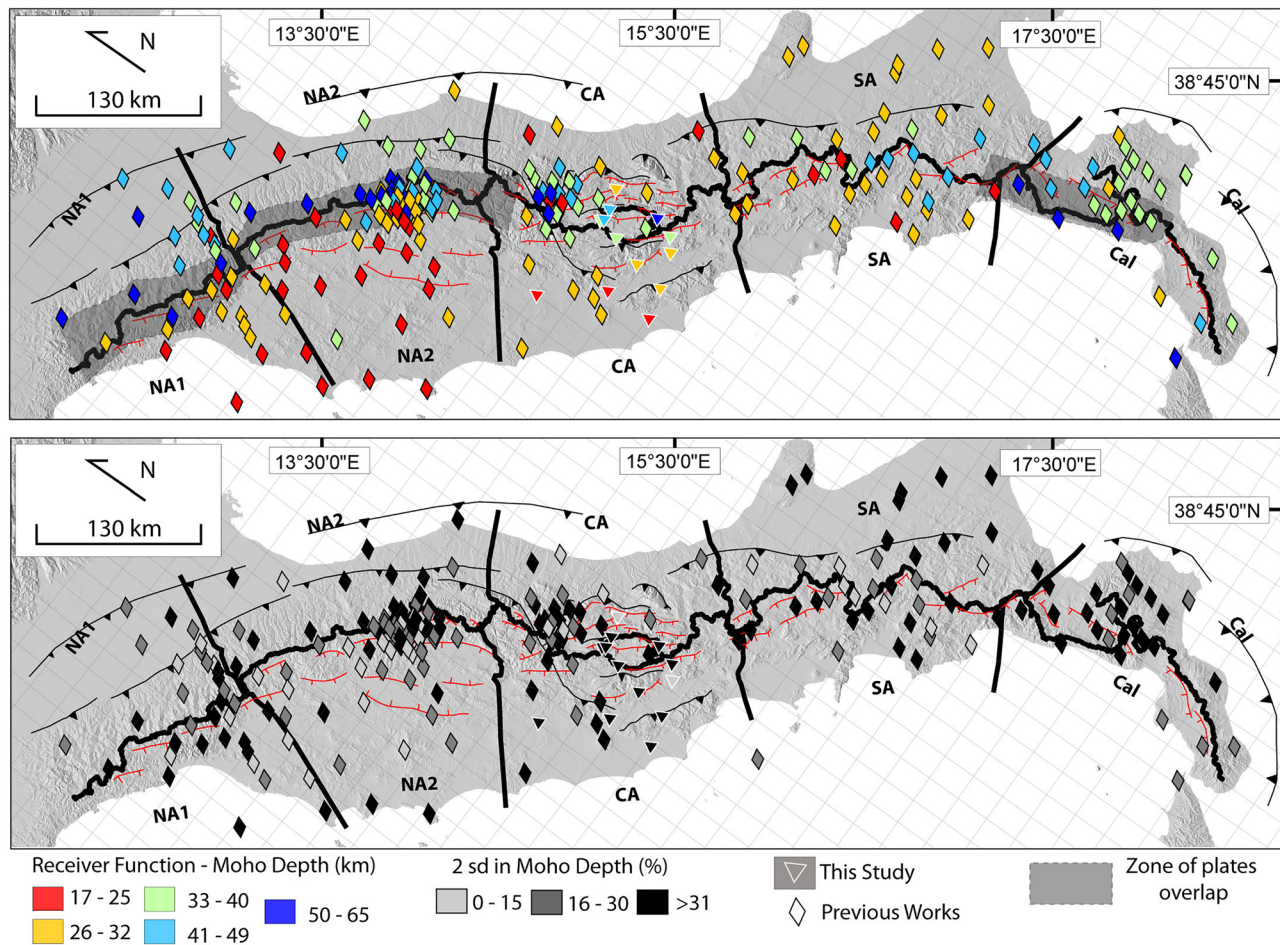 13°30'0"E
15°30'0"E
17°30'0"E
N
130 km
38°45'0"N
NA2
CA
SA
NA1
Cal
Cal
SA
NA2
CA
NA1
13°30'0"E
15°30'0"E
17°30'0"E
N
130 km
38°45'0"N
NA2
CA
SA
NA1
Cal
Cal
SA
NA2
CA
NA1
Receiver Function - Moho Depth (km)
17 - 25
33 - 40
50 - 65
26 - 32
41 - 49
2 sd in Moho Depth (%)
0 - 15
16 - 30
>31
This Study
Previous Works
Zone of plates
overlap